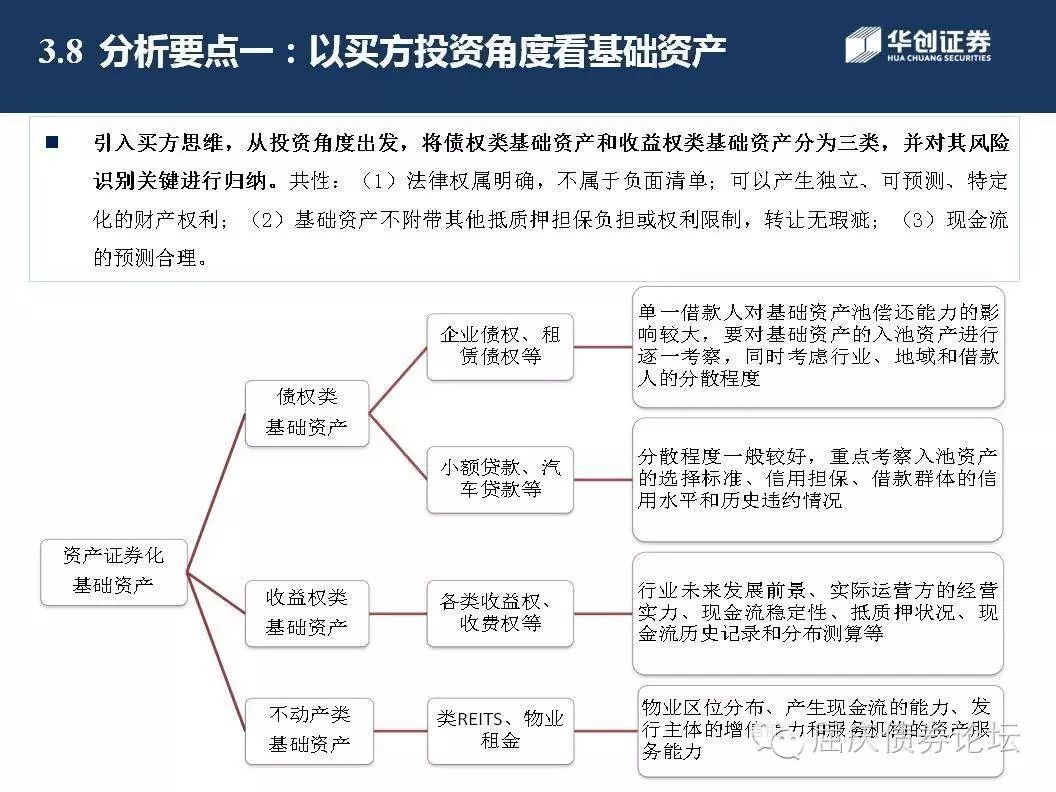 3.8 分析要点一：以买方投资角度看基础资产
华创证券
HUA CHUANG SECURITIES
引入买方思维，从投资角度出发，将债权类基础资产和收益权类基础资产分为三类，并对其风险
识别关键进行归纳。共性：（1）法律权属明确，不属于负面清单；可以产生独立、可预测、特定
化的财产权利；（2）基础资产不附带其他抵质押担保负担或权利限制，转让无瑕疵；（3）现金流
的预测合理。
资产证券化
基础资产
债权类
基础资产
企业债权、租
赁债权等
单一借款人对基础资产池偿还能力的影
响较大，要对基础资产的入池资产进行
逐一考察，同时考虑行业、地域和借款
人的分散程度
小额贷款、汽
车贷款等
分散程度一般较好，重点考察入池资产
的选择标准、信用担保、借款群体的信
用水平和历史违约情况
收益权类
基础资产
各类收益权、
收费权等
行业未来发展前景、实际运营方的经营
实力、现金流稳定性、抵质押状况、现
金流历史记录和分布测算等
不动产类
基础资产
类REITS、物业
租金
物业区位分布、产生现金流的能力、发
行主体的增信 力和服务机构的资产服
务能力
屈庆债券论坛